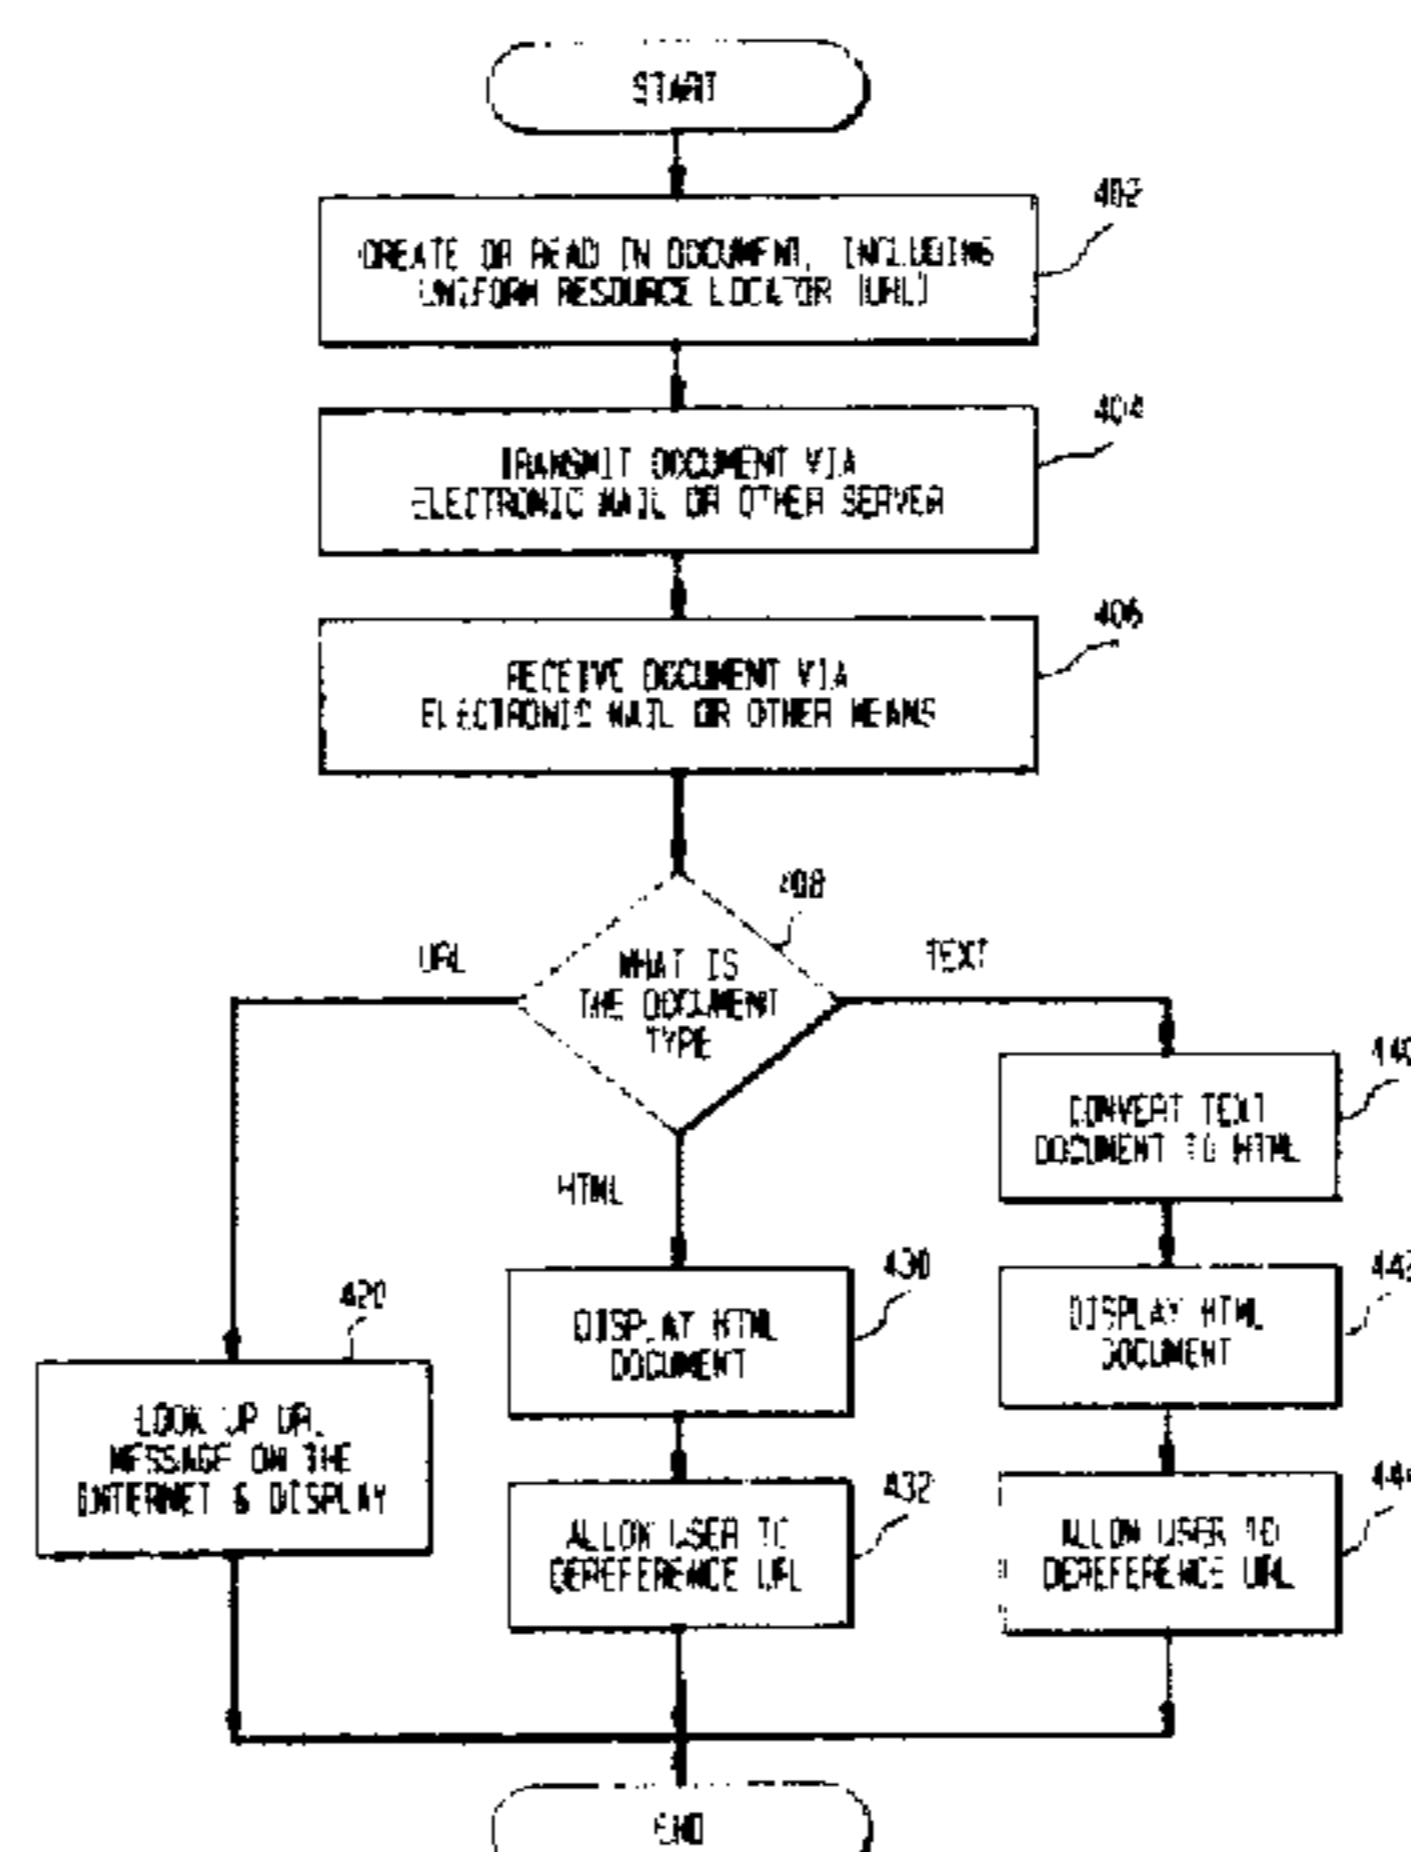 START
402
CREATE OR READ IN DOCUMENT, INCLUDING
UNIFORM RESOURCE LOCATOR (URL)
404
TRANSMIT DOCUMENT VIA
ELECTRONIC MAIL OR OTHER SERVER
406
RECEIVE DOCUMENT VIA
ELECTRONIC MAIL OR OTHER MEANS
408
WHAT IS
THE DOCUMENT
TYPE
URL
HTML
TEXT
420
LOOK UP URL
MESSAGE ON THE
INTERNET & DISPLAY
430
DISPLAY HTML
DOCUMENT
432
ALLOW USER TO
DEREFERENCE URL
440
CONVERT TEXT
DOCUMENT TO HTML
DISPLAY HTML
DOCUMENT
ALLOW USER TO
DEREFERENCE URL
END